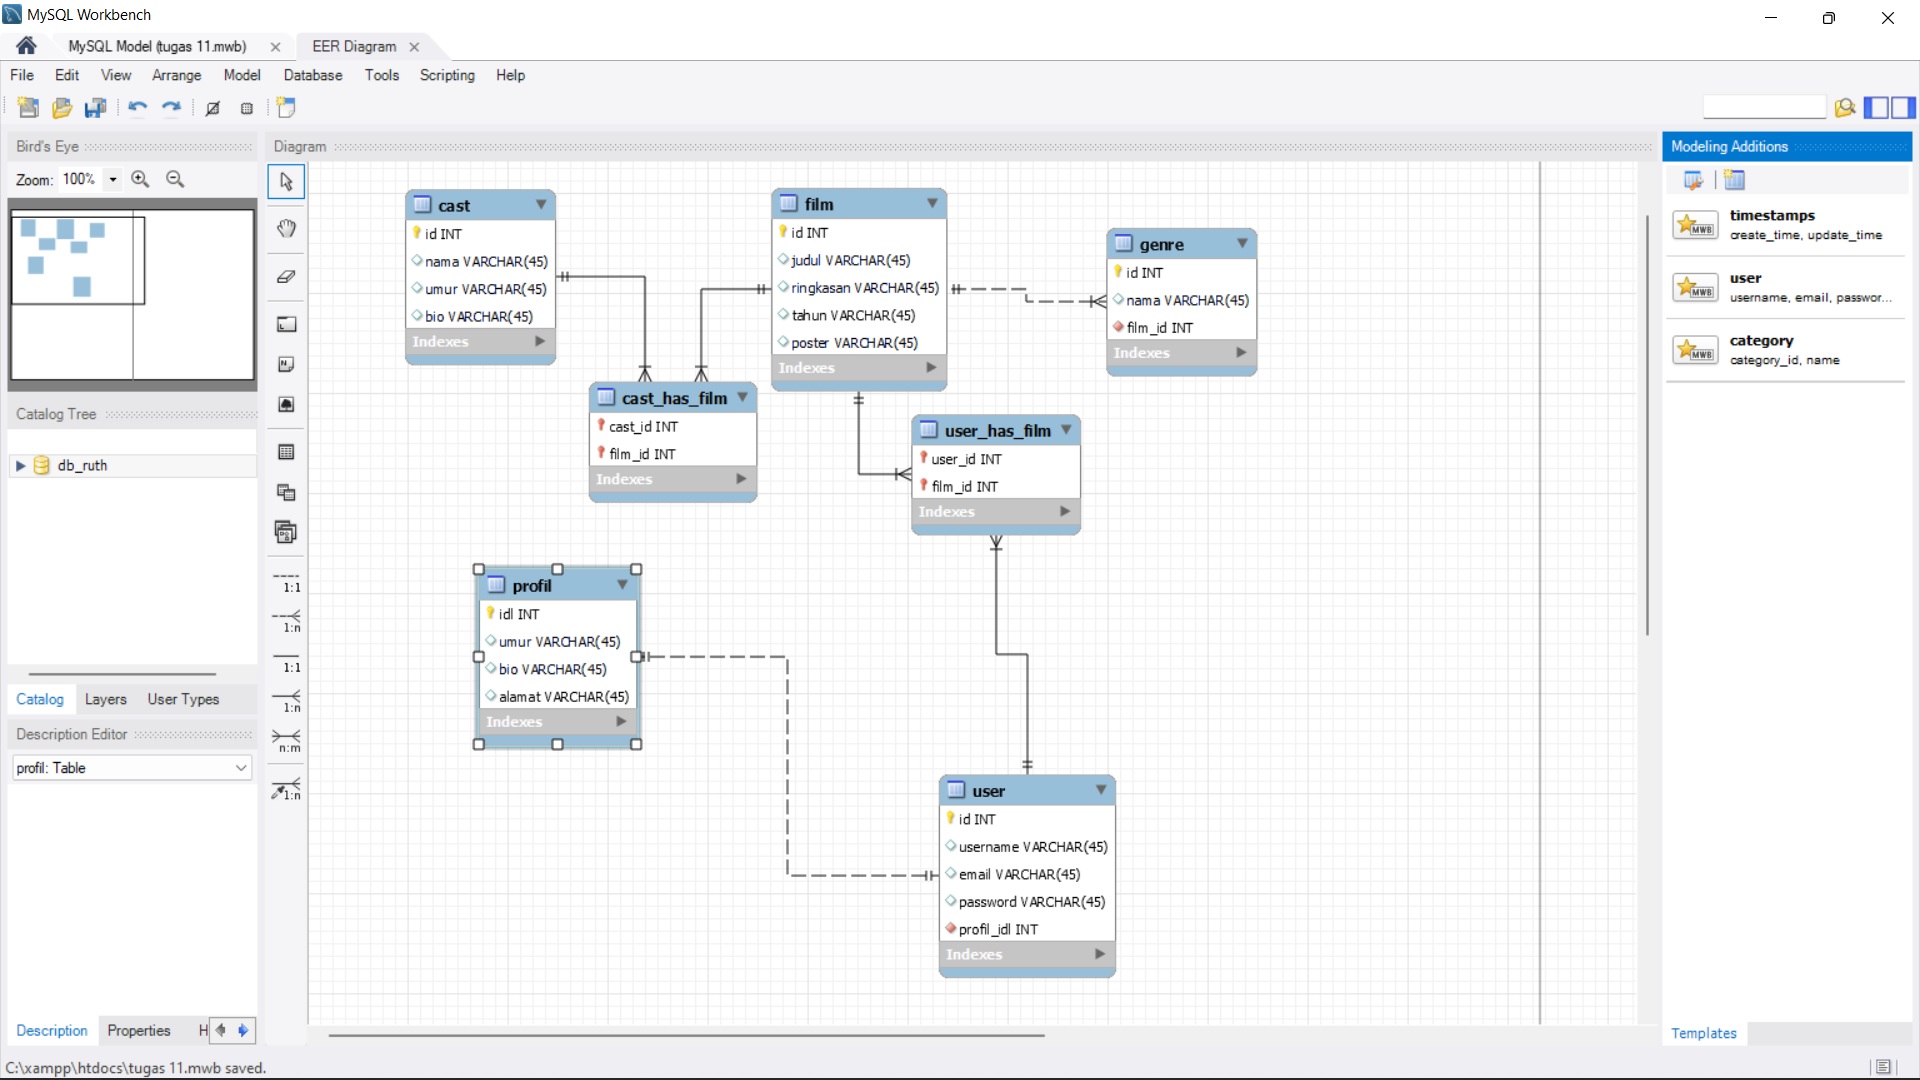 MySQL Workbench
MySQL Model (tugas 11.mwb)
EER Diagram
File Edit View Arrange Model Database Tools Scripting Help
Bird's Eye
Zoom: 100%
Catalog Tree
db_ruth
Catalog Layers User Types
Description Editor
profil: Table
Description Properties H
Diagram
1:1
1:n
1:1
1:n
n:m
1:n
cast
id INT
nama VARCHAR(45)
umur VARCHAR(45)
bio VARCHAR(45)
Indexes
film
id INT
judul VARCHAR(45)
ringkasan VARCHAR(45)
tahun VARCHAR(45)
poster VARCHAR(45)
Indexes
genre
id INT
nama VARCHAR(45)
film_id INT
Indexes
cast_has_film
cast_id INT
film_id INT
Indexes
user_has_film
user_id INT
film_id INT
Indexes
profil
idl INT
umur VARCHAR(45)
bio VARCHAR(45)
alamat VARCHAR(45)
Indexes
user
id INT
username VARCHAR(45)
email VARCHAR(45)
password VARCHAR(45)
profil_idl INT
Indexes
Modeling Additions
MWB
timestamps
create_time, update_time
MWB
user
username, email, passwor...
MWB
category
category_id, name
Templates
C:\xampp\htdocs\tugas 11.mwb saved.